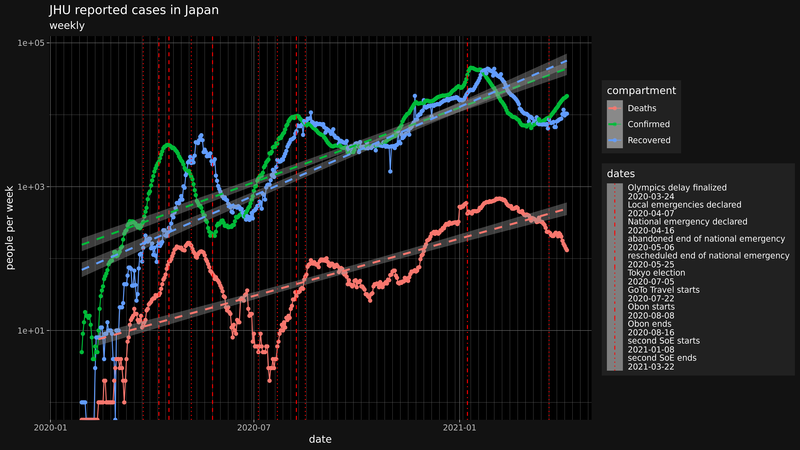 JHU reported cases in Japan
weekly
1e+05
1e+03
1e+01
people per week
2020-01
2020-07
2021-01
date
compartment
Deaths
Confirmed
Recovered
dates
Olympics delay finalized
2020-03-24
Local emergencies declared
2020-04-07
National emergency declared
2020-04-16
abandoned end of national emergency
2020-05-06
rescheduled end of national emergency
2020-05-25
Tokyo election
2020-07-05
GoTo Travel starts
2020-07-22
Obon starts
2020-08-08
Obon ends
2020-08-16
second SoE starts
2021-01-08
second SoE ends
2021-03-22